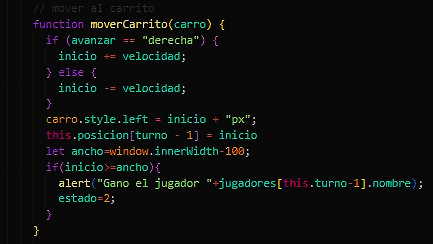 // mover al carrito
function moverCarrito(carro) {
if (avanzar == "derecha") {
inicio += velocidad;
} else {
inicio -= velocidad;
}
carro.style.left = inicio + "px";
this.posicion[turno - 1] = inicio
let ancho=window.innerWidth-100;
if(inicio>=ancho){
alert("Gano el jugador "+jugadores[this.turno-1].nombre);
estado=2;
}
}